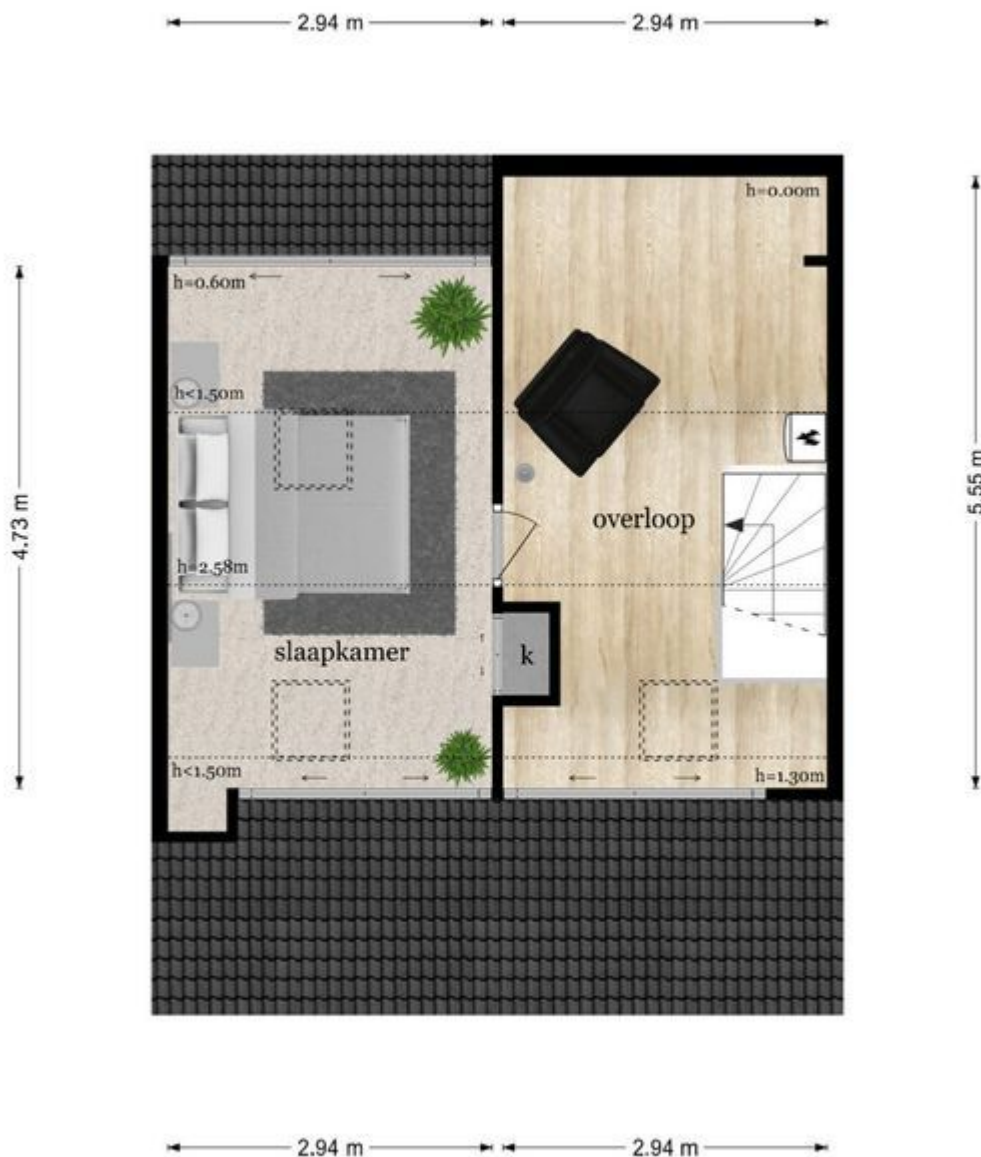 2.94 m
2.94 m
h=0.00m
h=0.60m
h<1.50m
4.73 m
5.55 m
overloop
h=2.58m
slaapkamer
k
h<1.50m
h=1.30m
2.94 m
2.94 m